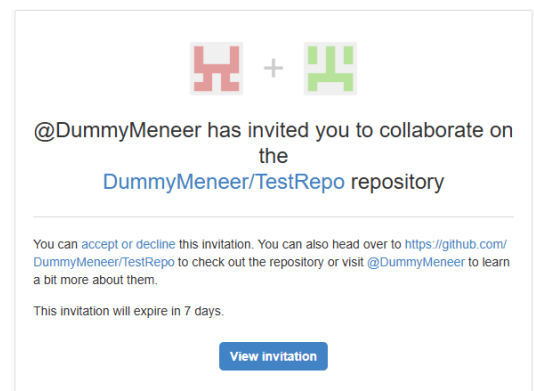 +
@DummyMeneer has invited you to collaborate on
the
DummyMeneer/TestRepo repository
You can accept or decline this invitation. You can also head over to https://github.com/
DummyMeneer/TestRepo to check out the repository or visit @DummyMeneer to learn
a bit more about them.
This invitation will expire in 7 days.
View invitation